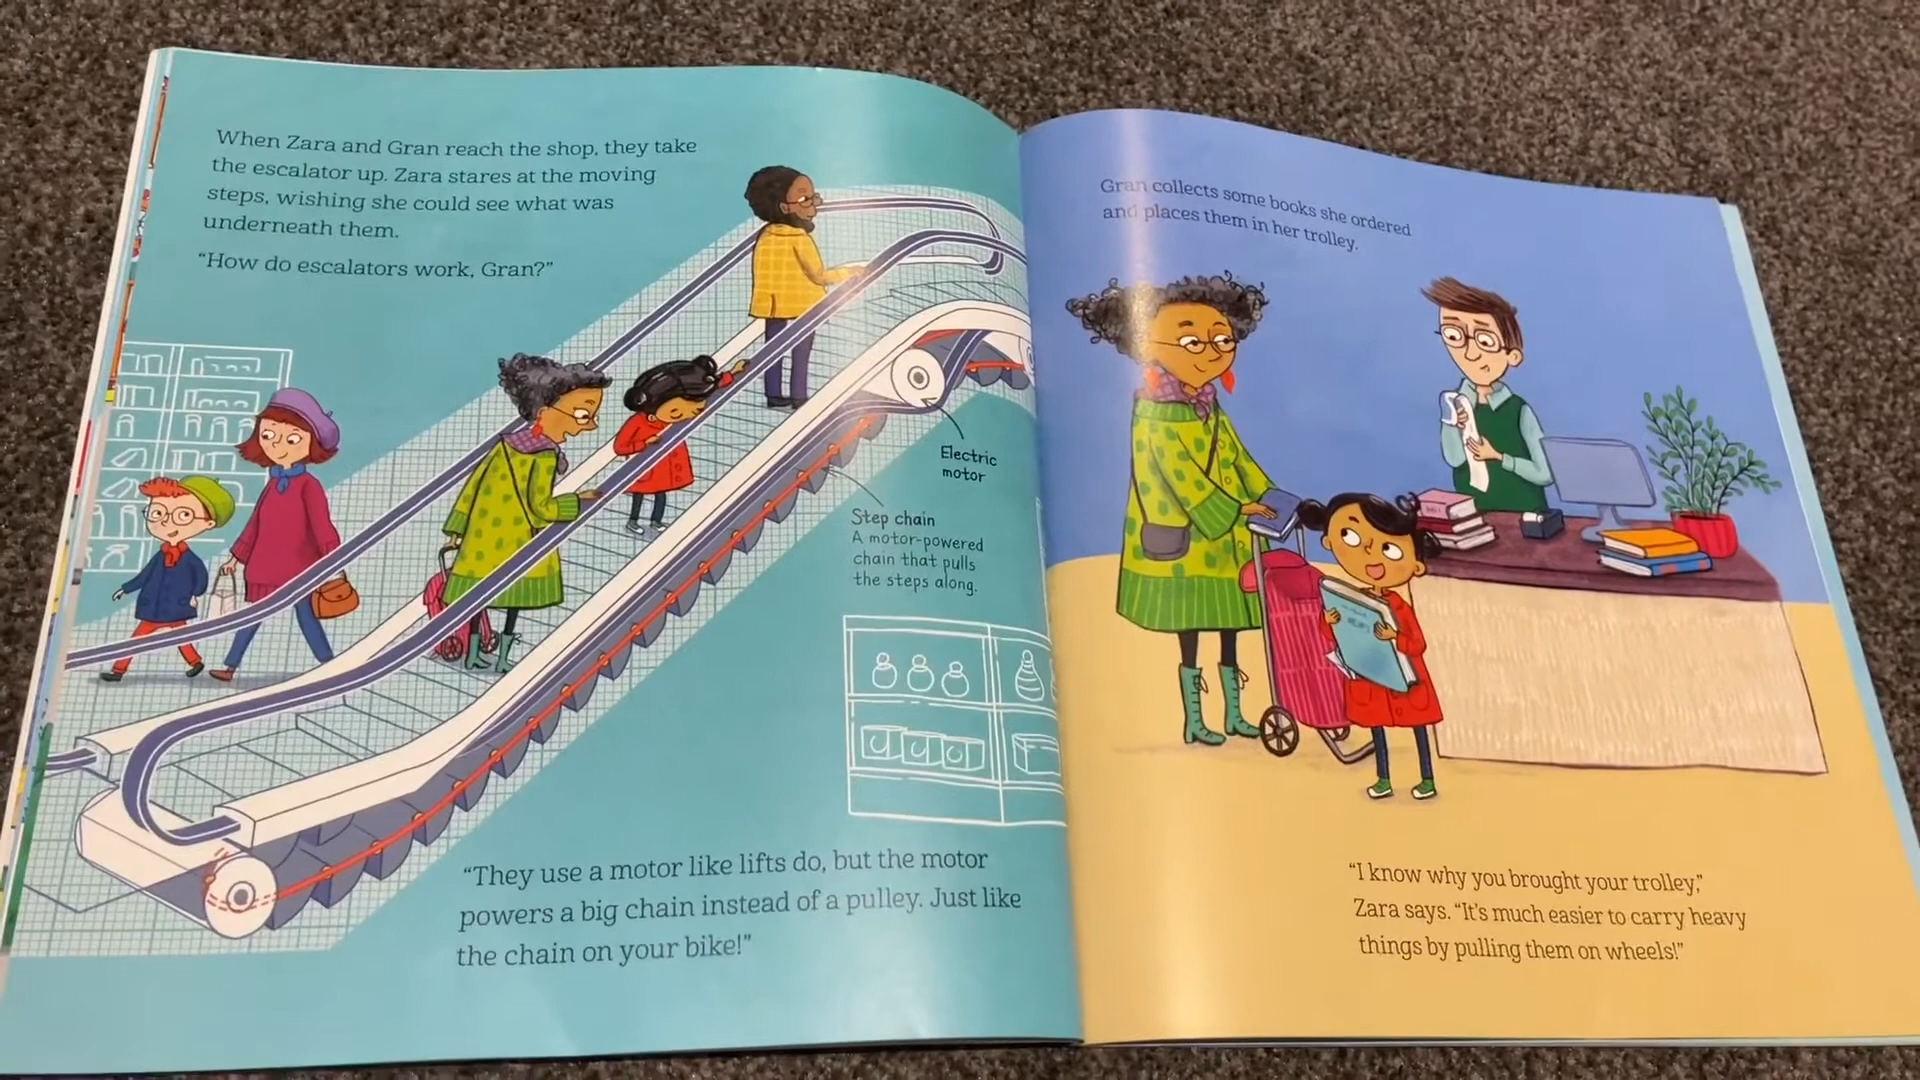 When Zara and Gran reach the shop, they take
the escalator up. Zara stares at the moving
steps, wishing she could see what was
underneath them.
“How do escalators work, Gran?”
Electric
motor
Step chain
A motor-powered
chain that pulls
the steps along.
“They use a motor like lifts do, but the motor
powers a big chain instead of a pulley. Just like
the chain on your bike!”
Gran collects some books she ordered
and places them in her trolley.
“I know why you brought your trolley,”
Zara says. “It’s much easier to carry heavy
things by pulling them on wheels!”